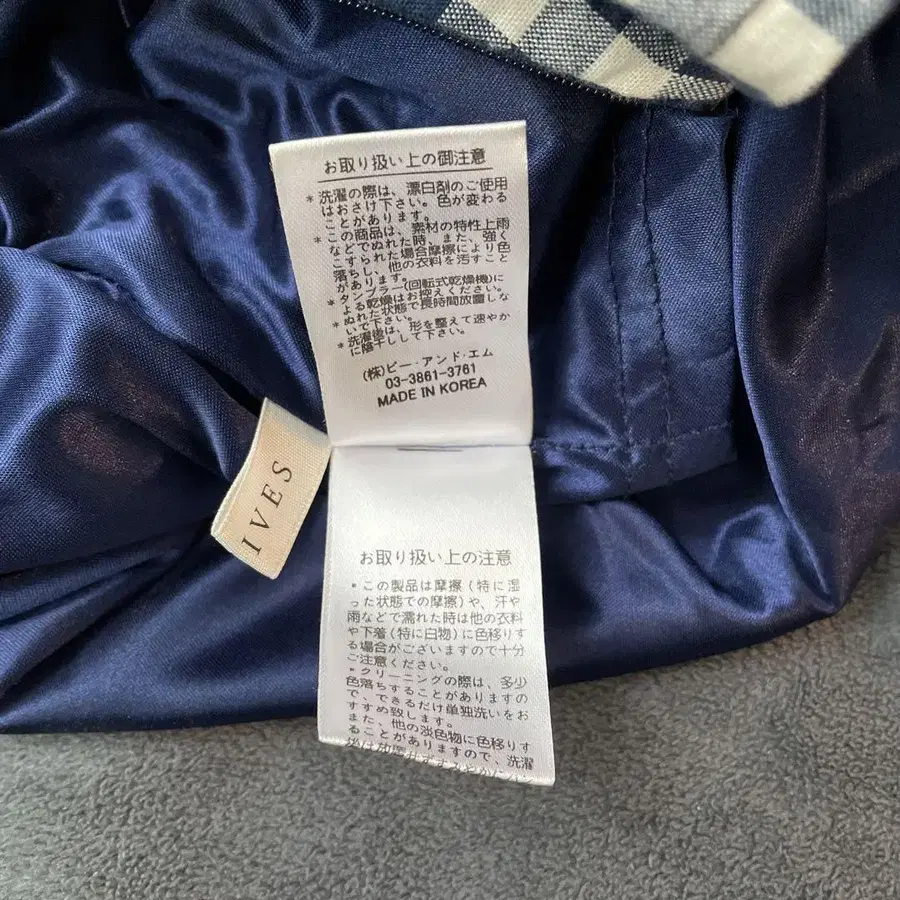 お取り扱い上の御注意
* 洗濯の際は、漂白剤のご使用
はおさけ下さい。色が変わる
ことがあります。
* この商品は、素材の特性上雨
などでぬれた時、また、強く
こすられた場合摩擦により色
落ちし、他の衣料を汚すこと
があります。
* タンブラー(回転式乾燥機)に
よる乾燥はお控えください。
* ぬれた状態で長時間放置しな
いで下さい。
* 洗濯後は、形を整えて速やか
に陰干しして下さい。
(株)ビー・アンド・エム
03-3861-3761
MADE IN KOREA
IVES
お取り扱い上の注意
*この製品は摩擦(特に湿
った状態での摩擦)や、汗や
雨などで濡れた時は他の衣料
や下着(特に白物)に色移りす
る場合がございますので十分
ご注意ください。
*クリーニングの際は、多少
色落ちすることがありますの
で、できるだけ単独洗いをお
すすめ致します。
また、他の淡色物に色移りす
ることがありますので、洗濯
後は放置